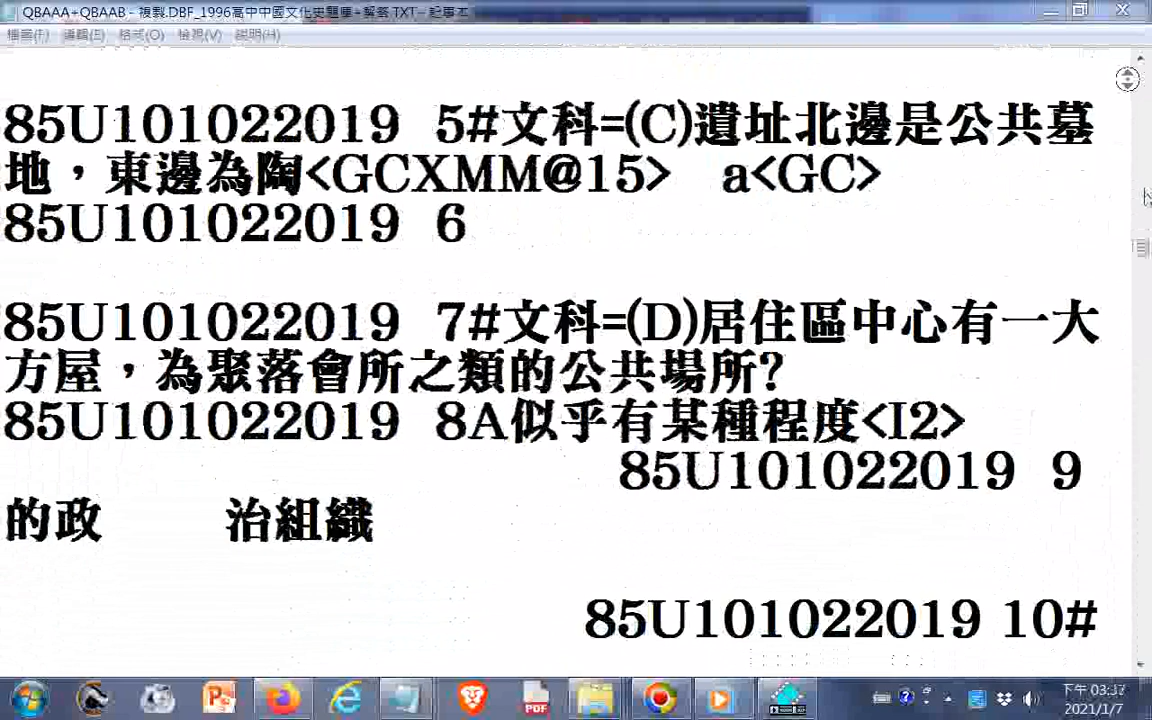 QBAAA+QBAAB - 複製.DBF_1996高中中國文化史題庫+解答.TXT - 記事本
檔案(F) 編輯(E) 格式(O) 檢視(V) 說明(H)
85U101022019 5#文科=(C)遺址北邊是公共墓
地，東邊為陶<GCXMM@15> a<GC>
85U101022019 6
85U101022019 7#文科=(D)居住區中心有一大
方屋，為聚落會所之類的公共場所?
85U101022019 8A似乎有某種程度<I2>
85U101022019 9
的政 治組織
85U101022019 10#
PDF
下午 03:37
2021/1/7